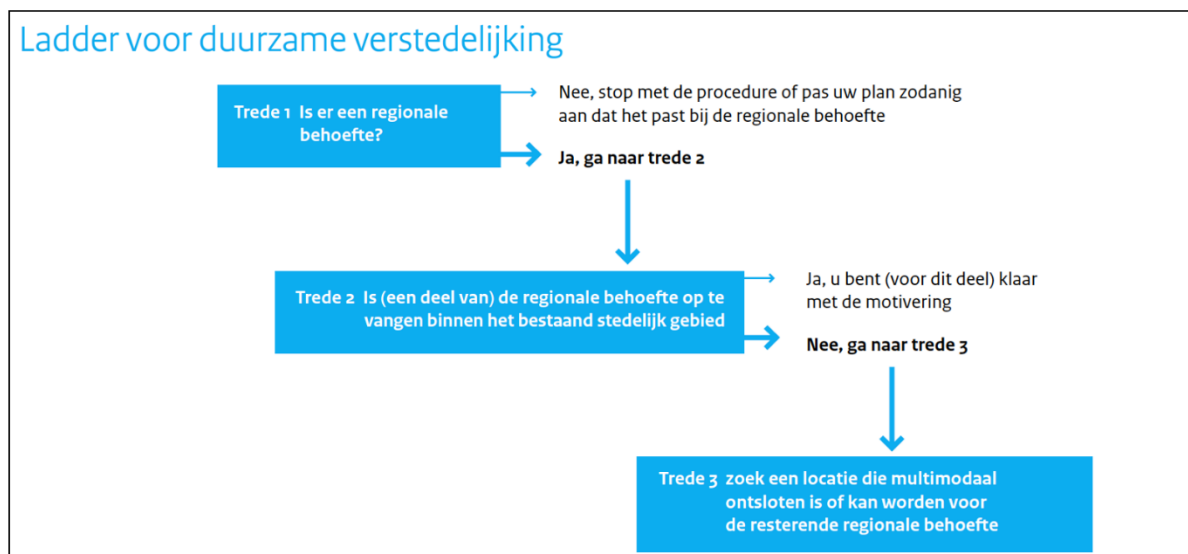 Ladder voor duurzame verstedelijking
Trede 1 Is er een regionale
behoefte?
Nee, stop met de procedure of pas uw plan zodanig
aan dat het past bij de regionale behoefte
Ja, ga naar trede 2
Trede 2 Is (een deel van) de regionale behoefte op te
vangen binnen het bestaand stedelijk gebied
Ja, u bent (voor dit deel) klaar
met de motivering
Nee, ga naar trede 3
Trede 3 zoek een locatie die multimodaal
ontsloten is of kan worden voor
de resterende regionale behoefte